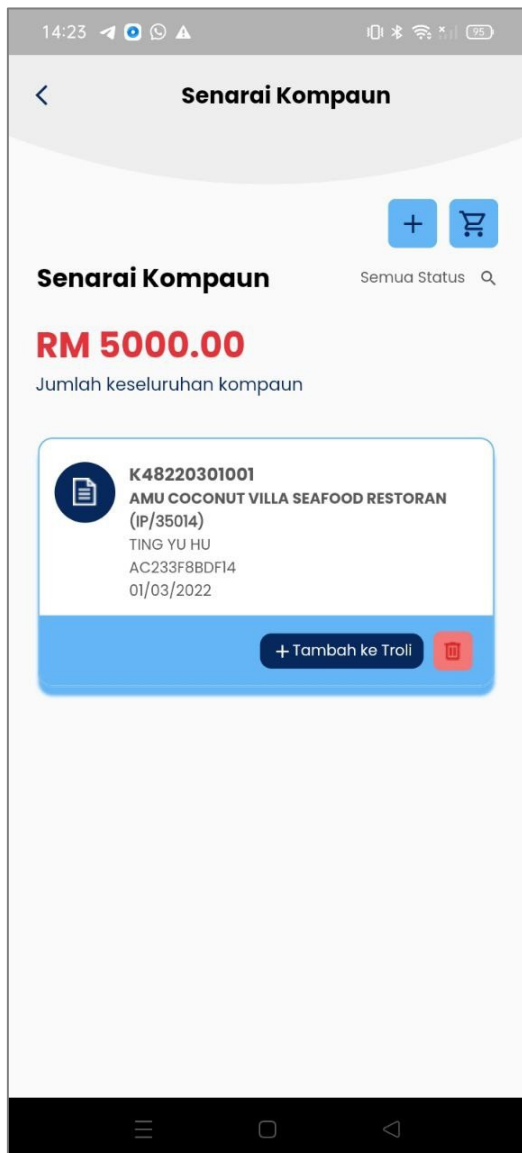 14:23
95
Senarai Kompaun
Senarai Kompaun
Semua Status
RM 5000.00
Jumlah keseluruhan kompaun
K48220301001
AMU COCONUT VILLA SEAFOOD RESTORAN
(IP/35014)
TING YU HU
AC233F8BDF14
01/03/2022
+ Tambah ke Troli